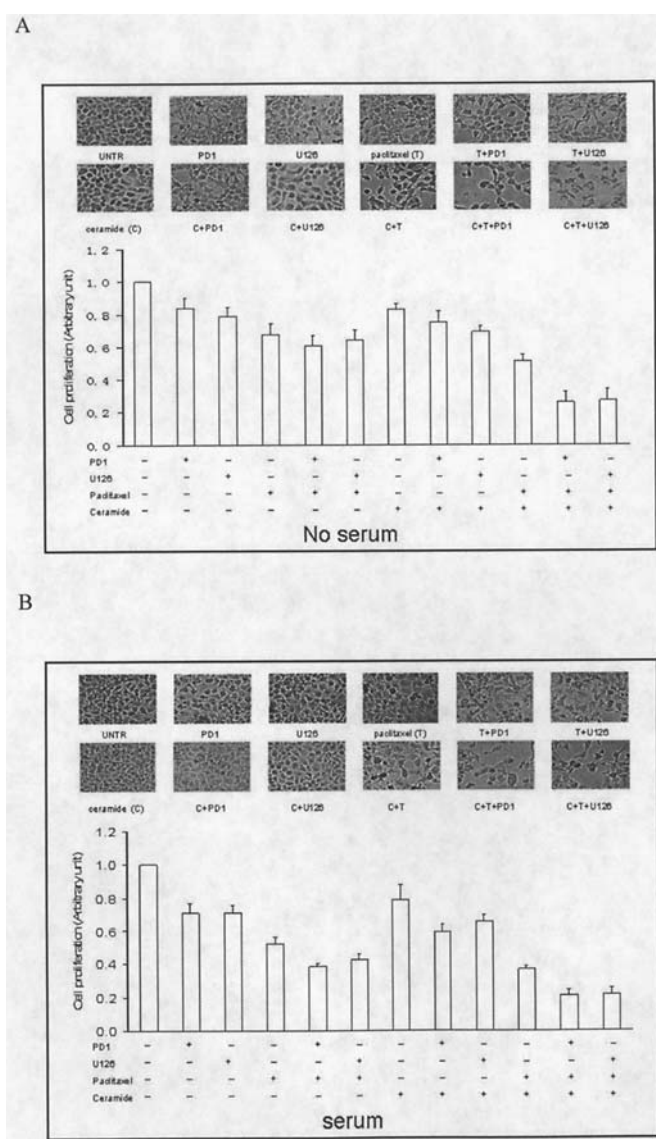 A
UNTR PD1 U126 paclitaxel (T) T+PD1 T+U126
ceramide (C) C+PD1 C+U126 C+T C+T+PD1 C+T+U126
Cell proliferation (Arbitrary unit)
1.2
1.0
0.8
0.6
0.4
0.2
0.0
PD1 − + − − + − − + − − + −
U126 − − + − − + − − + − − +
Paclitaxel − − − + + + − − − + + +
Ceramide − − − − − − + + + + + +
No serum
B
UNTR PD1 U126 paclitaxel (T) T+PD1 T+U126
ceramide (C) C+PD1 C+U126 C+T C+T+PD1 C+T+U126
Cell proliferation (Arbitrary unit)
1.2
1.0
0.8
0.6
0.4
0.2
0.0
PD1 − + − − + − − + − − + −
U126 − − + − − + − − + − − +
Paclitaxel − − − + + + − − − + + +
Ceramide − − − − − − + + + + + +
serum